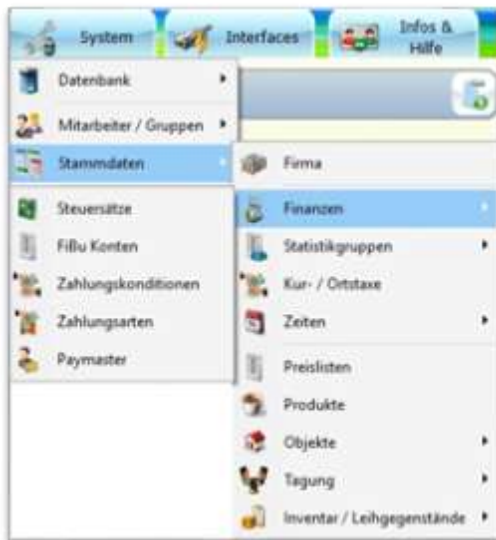 System
Interfaces
Infos &
Hilfe
Datenbank
Mitarbeiter / Gruppen
Stammdaten
Firma
Finanzen
Statistikgruppen
Kur- / Ortstaxe
Zeiten
Preislisten
Produkte
Objekte
Tagung
Inventar / Leihgegenstände
Steuersätze
FiBu Konten
Zahlungskonditionen
Zahlungsarten
Paymaster